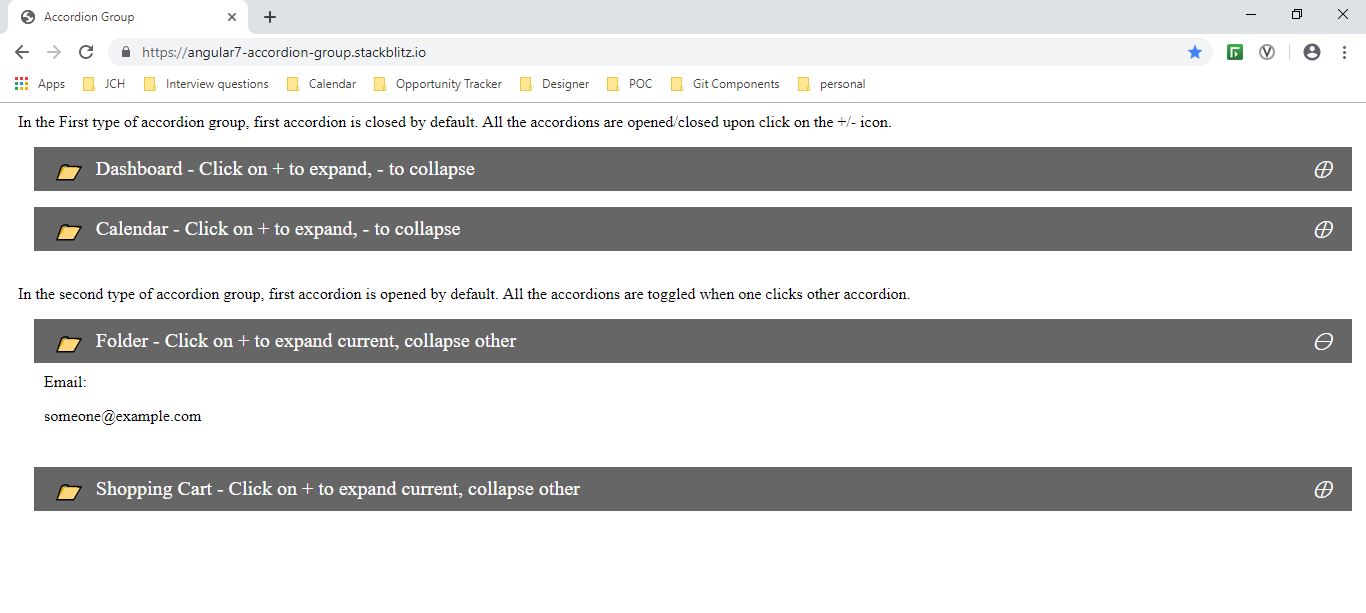 Accordion Group
https://angular7-accordion-group.stackblitz.io
Apps JCH Interview questions Calendar Opportunity Tracker Designer POC Git Components personal
In the First type of accordion group, first accordion is closed by default. All the accordions are opened/closed upon click on the +/- icon.
Dashboard - Click on + to expand, - to collapse
Calendar - Click on + to expand, - to collapse
In the second type of accordion group, first accordion is opened by default. All the accordions are toggled when one clicks other accordion.
Folder - Click on + to expand current, collapse other
Email:
someone@example.com
Shopping Cart - Click on + to expand current, collapse other